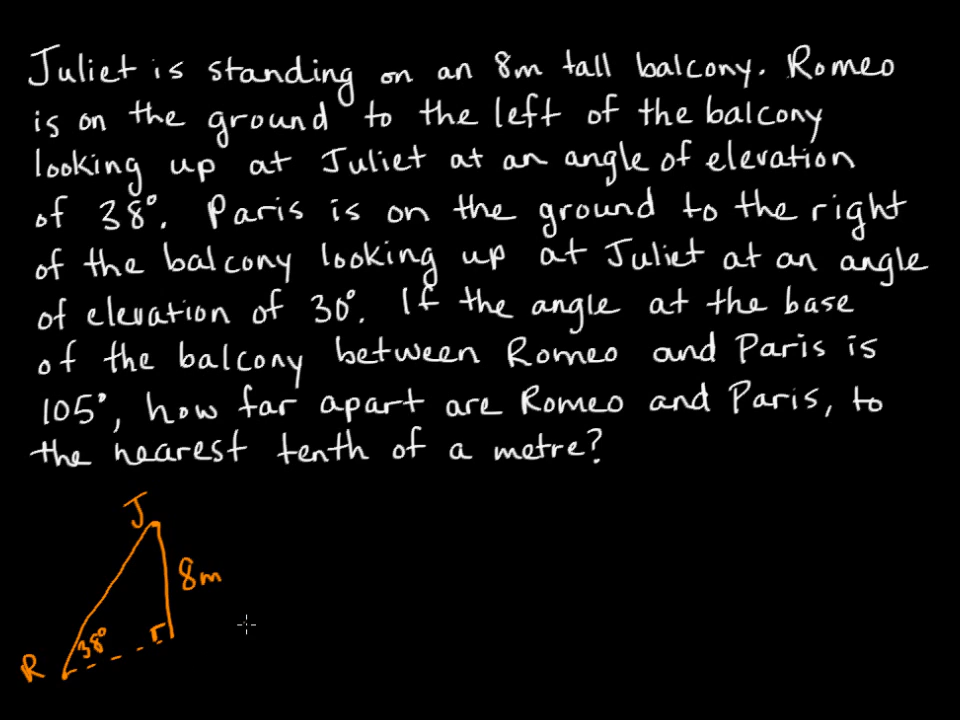 Juliet is standing on an 8m tall balcony. Romeo
is on the ground to the left of the balcony
looking up at Juliet at an angle of elevation
of 38°. Paris is on the ground to the right
of the balcony looking up at Juliet at an angle
of elevation of 30°. If the angle at the base
of the balcony between Romeo and Paris is
105°, how far apart are Romeo and Paris, to
the nearest tenth of a metre?
J
8m
38°
R